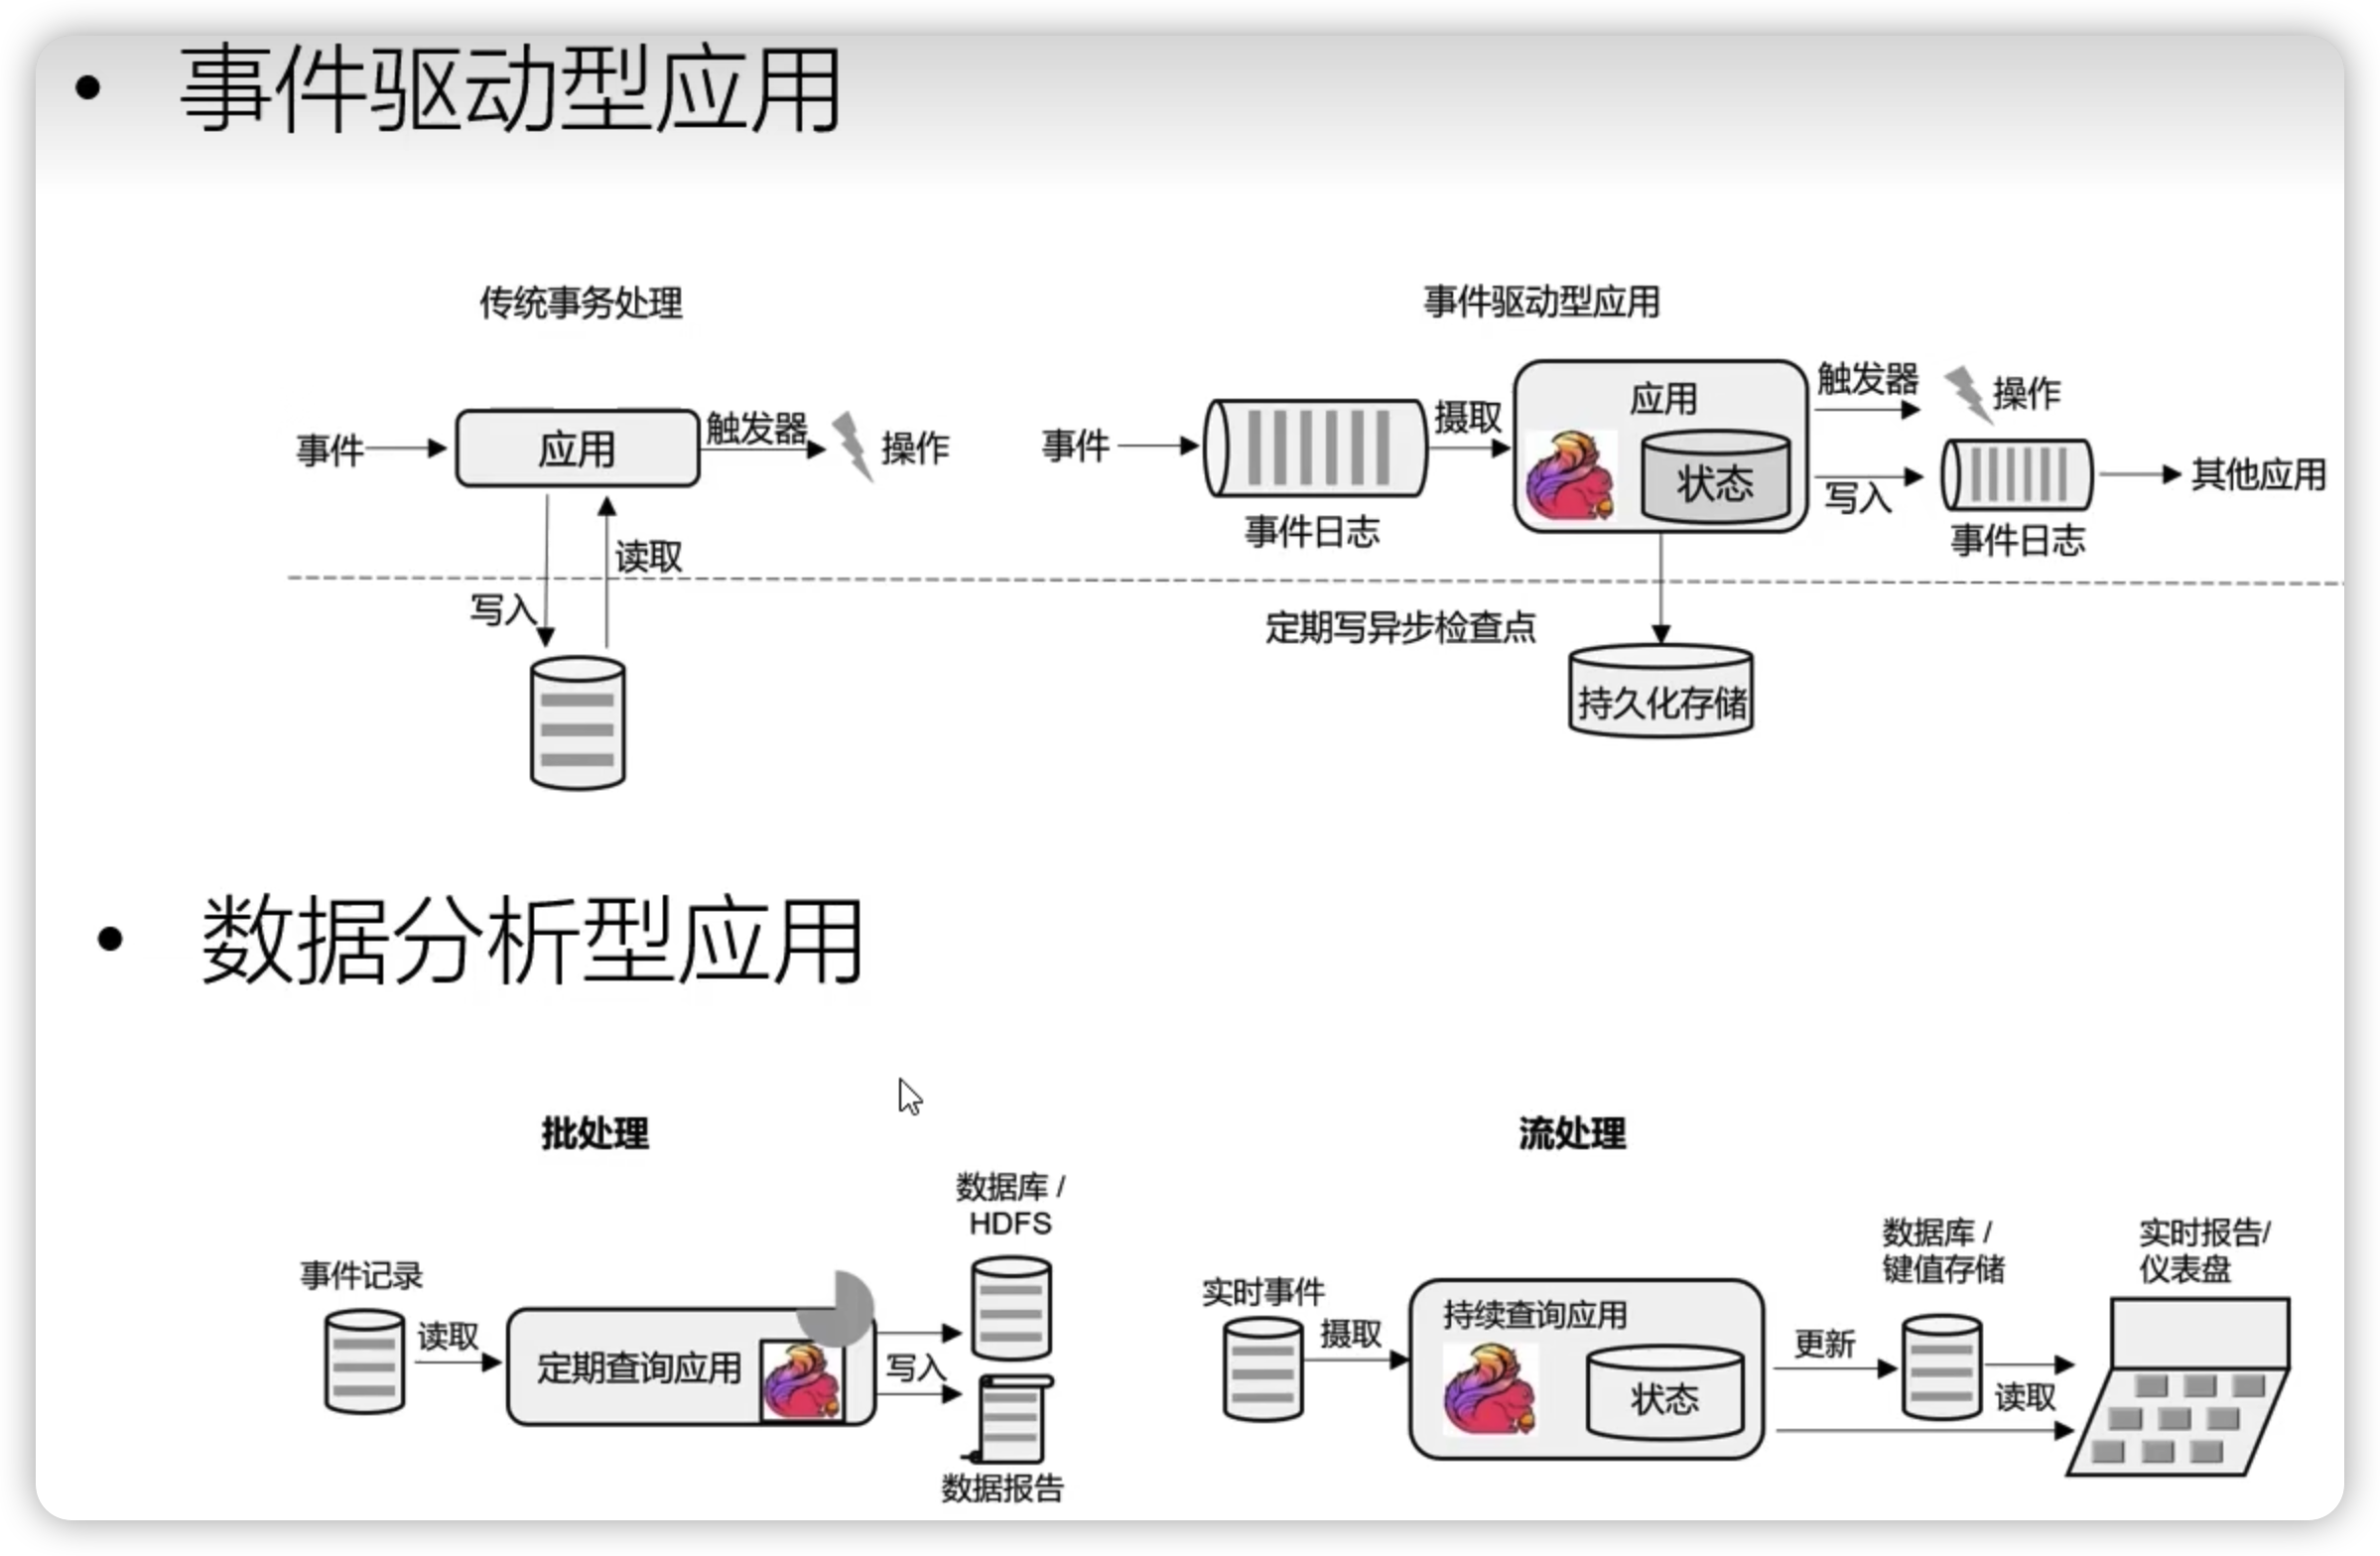 • 事件驱动型应用
传统事务处理
事件
应用
触发器
操作
读取
写入
事件驱动型应用
事件
事件日志
摄取
应用
状态
触发器
操作
写入
事件日志
其他应用
定期写异步检查点
持久化存储
• 数据分析型应用
批处理
事件记录
读取
定期查询应用
写入
数据库 /
HDFS
数据报告
流处理
实时事件
摄取
持续查询应用
状态
更新
数据库 /
键值存储
读取
实时报告/
仪表盘